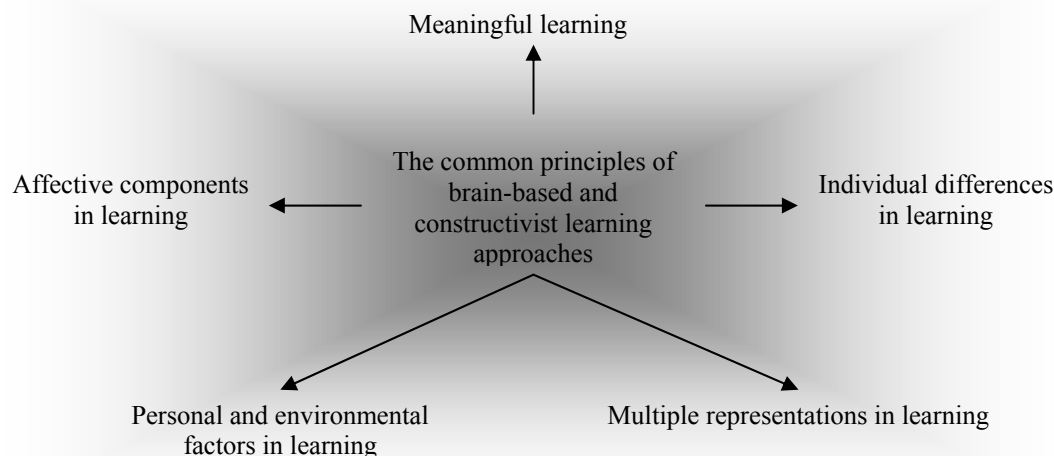 Meaningful learning
Affective components
in learning
The common principles of
brain-based and
constructivist learning
approaches
Individual differences
in learning
Personal and environmental
factors in learning
Multiple representations in learning